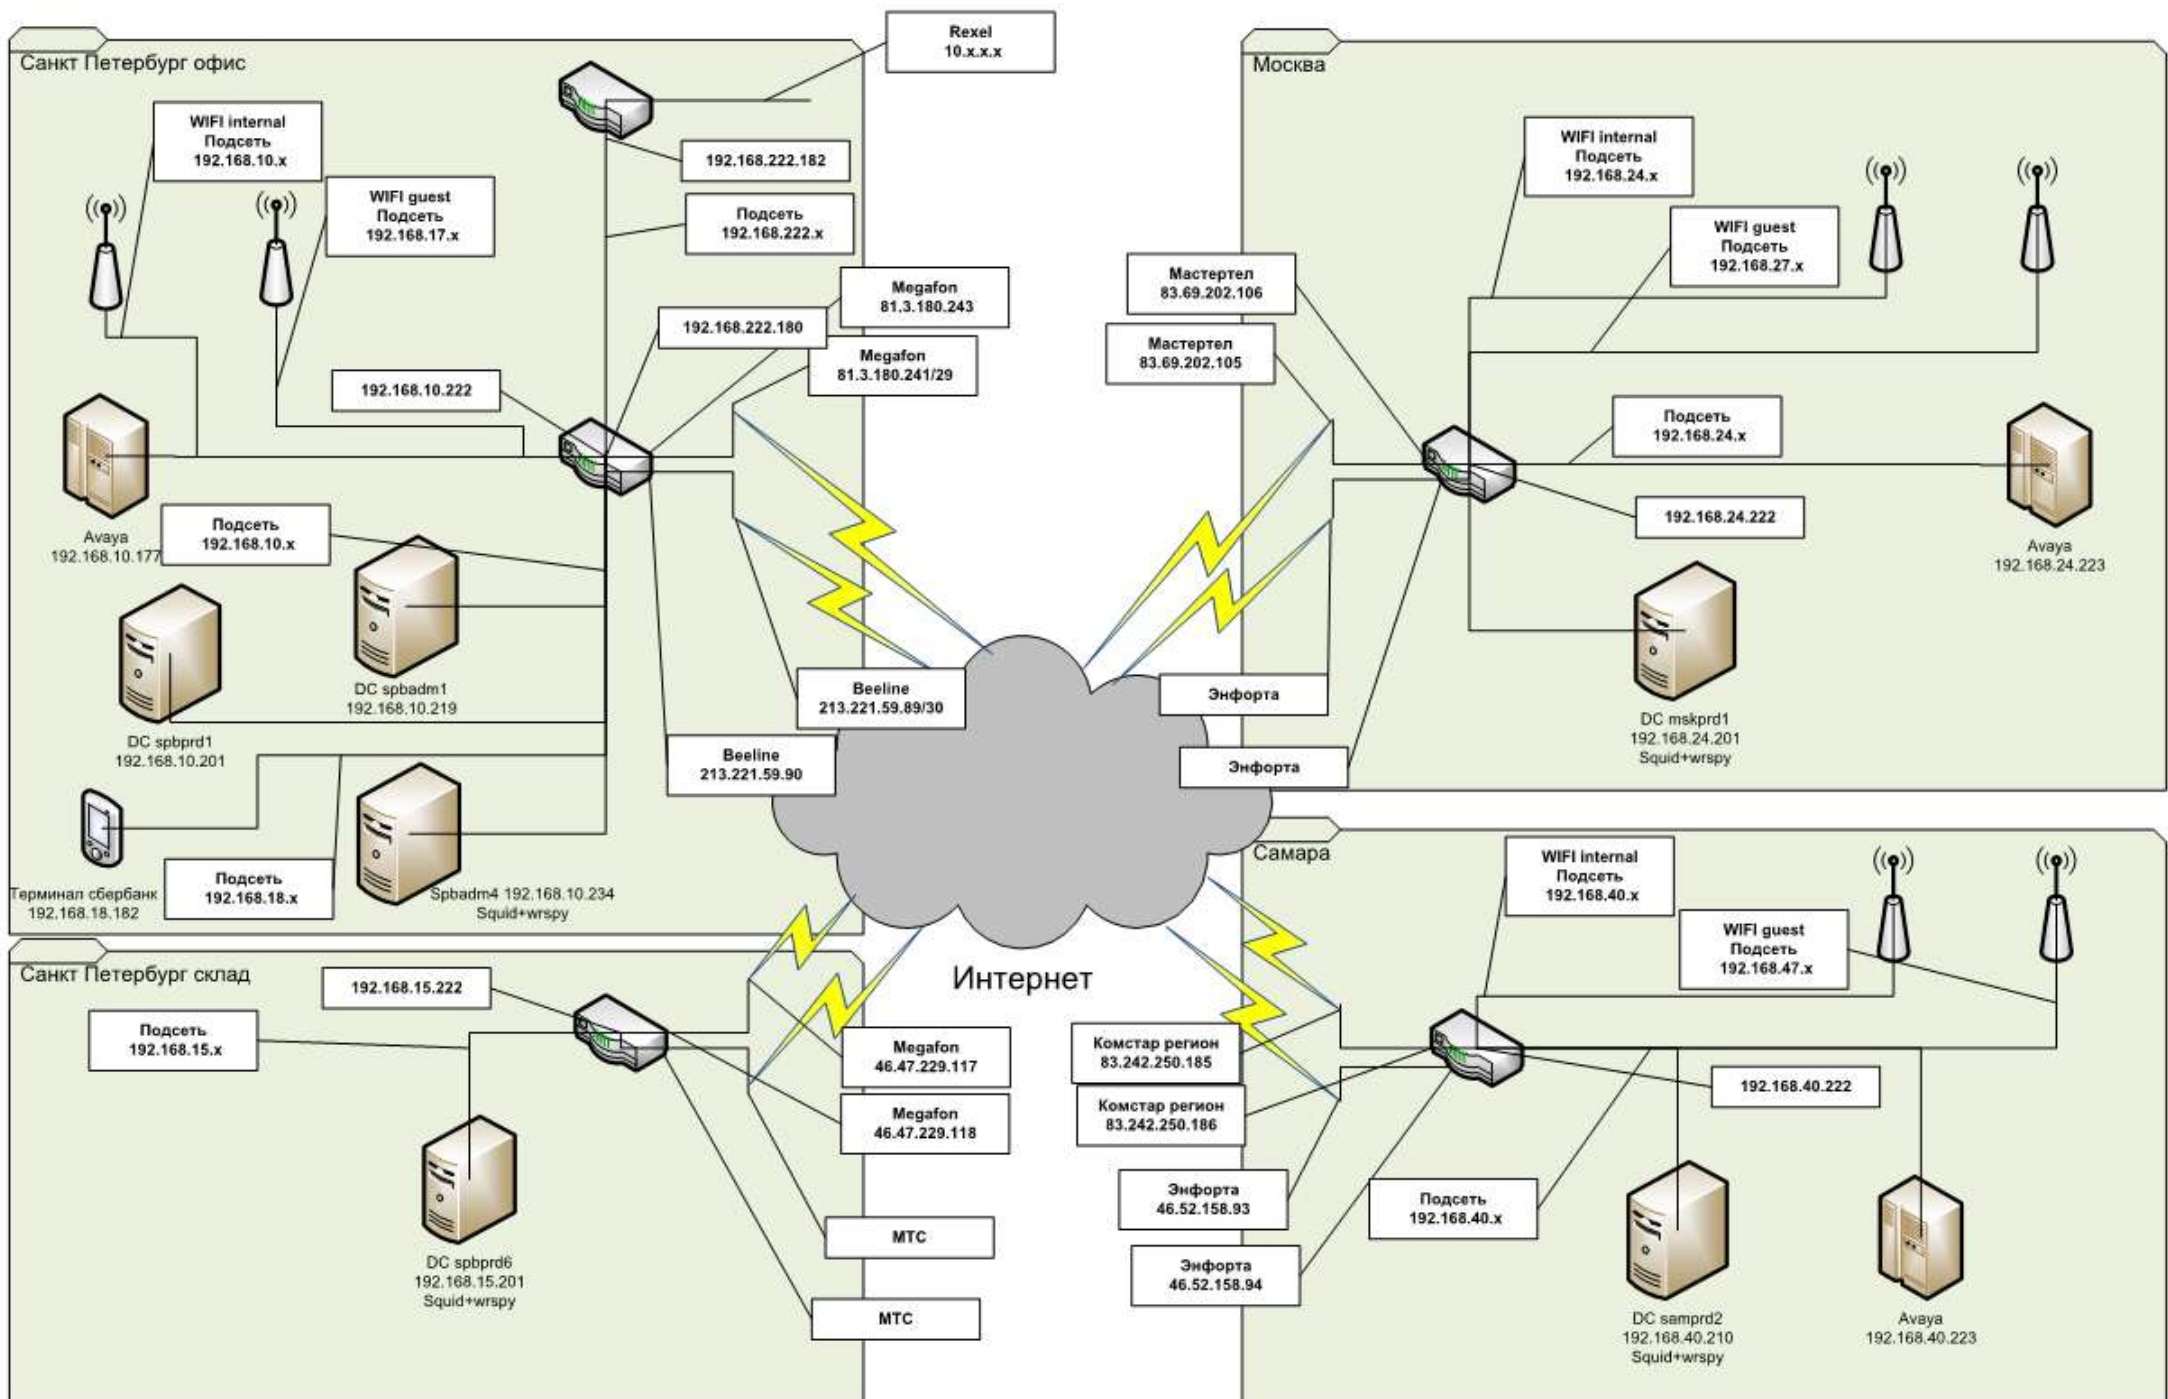 Санкт Петербург офис
Rexel
10.x.x.x
WIFI internal
Подсеть
192.168.10.x
WIFI guest
Подсеть
192.168.17.x
192.168.222.182
Подсеть
192.168.222.x
Megafon
81.3.180.243
192.168.222.180
Megafon
81.3.180.241/29
192.168.10.222
Avaya
192.168.10.177
Подсеть
192.168.10.x
DC spbadm1
192.168.10.219
DC spbprd1
192.168.10.201
Beeline
213.221.59.89/30
Beeline
213.221.59.90
Терминал сбербанк
192.168.18.182
Подсеть
192.168.18.x
Spbadm4 192.168.10.234
Squid+wrspy
Москва
WIFI internal
Подсеть
192.168.24.x
WIFI guest
Подсеть
192.168.27.x
Мастертел
83.69.202.106
Мастертел
83.69.202.105
Подсеть
192.168.24.x
192.168.24.222
Avaya
192.168.24.223
Энфорта
Энфорта
DC mskprd1
192.168.24.201
Squid+wrspy
Интернет
Санкт Петербург склад
192.168.15.222
Подсеть
192.168.15.x
Megafon
46.47.229.117
Megafon
46.47.229.118
МТС
МТС
DC spbprd6
192.168.15.201
Squid+wrspy
Самара
WIFI internal
Подсеть
192.168.40.x
WIFI guest
Подсеть
192.168.47.x
Комстар регион
83.242.250.185
Комстар регион
83.242.250.186
192.168.40.222
Энфорта
46.52.158.93
Подсеть
192.168.40.x
Энфорта
46.52.158.94
DC samprd2
192.168.40.210
Squid+wrspy
Avaya
192.168.40.223